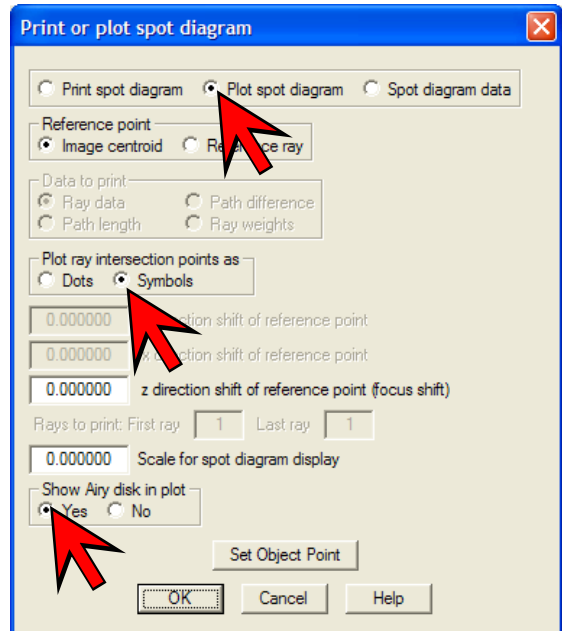 Print or plot spot diagram
Print spot diagram Plot spot diagram Spot diagram data
Reference point
Image centroid
Data to print
Ray data Path difference
Path length Ray weights
Plot ray intersection points as
Dots Symbols
0.000000 direction shift of reference point
0.000000 x direction shift of reference point
0.000000 z direction shift of reference point (focus shift)
Rays to print: First ray 1 Last ray 1
0.000000 Scale for spot diagram display
Show Airy disk in plot
Yes No
Set Object Point
OK Cancel Help